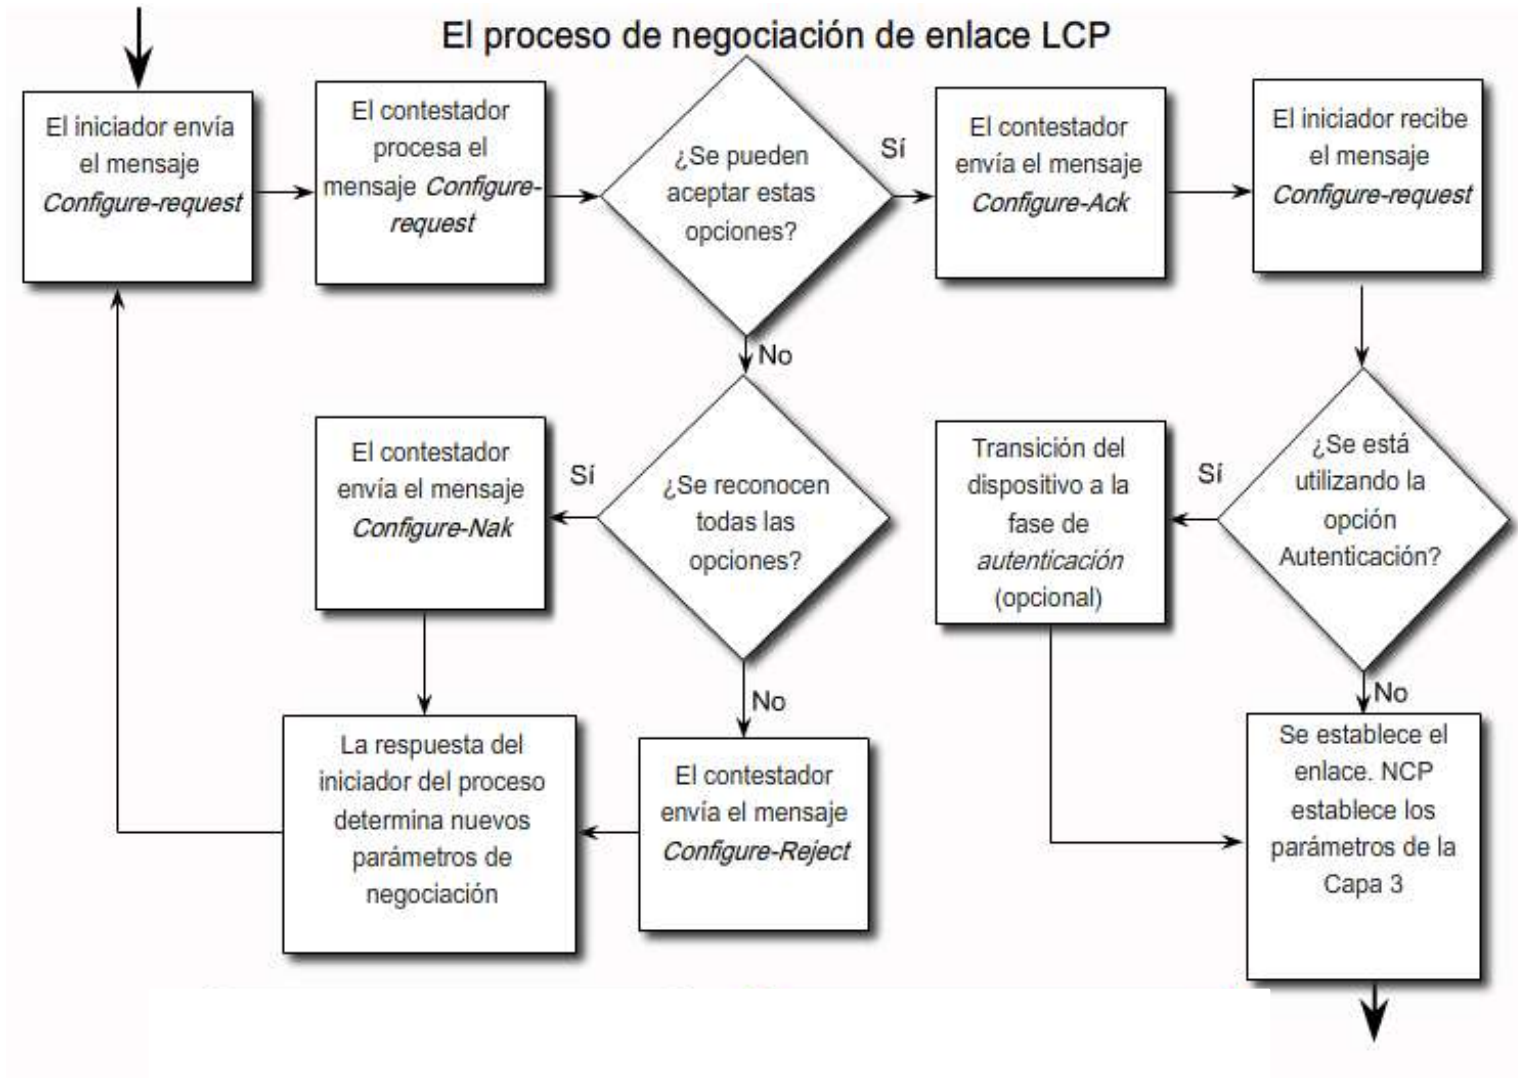 El proceso de negociación de enlace LCP
El iniciador envía
el mensaje
Configure-request
El contestador
procesa el
mensaje Configure-
request
¿Se pueden
aceptar estas
opciones?
Sí
El contestador
envía el mensaje
Configure-Ack
El iniciador recibe
el mensaje
Configure-request
No
El contestador
envía el mensaje
Configure-Nak
Sí
¿Se reconocen
todas las
opciones?
Transición del
dispositivo a la
fase de
autenticación
(opcional)
Sí
¿Se está
utilizando la
opción
Autenticación?
No
No
La respuesta del
iniciador del proceso
determina nuevos
parámetros de
negociación
El contestador
envía el mensaje
Configure-Reject
Se establece el
enlace. NCP
establece los
parámetros de la
Capa 3